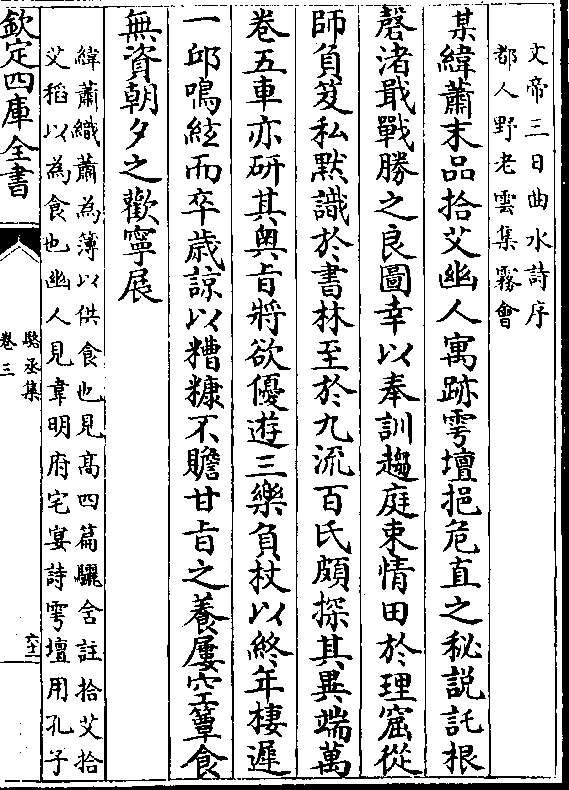 文帝三日曲水詩序
都人野老雲集霧會
某緯蕭末品拾艾幽人寓跡雩壇挹危直之秘説託根
磬渚戢戰勝之良圖幸以奉訓趨庭束情田於理窟從
師負笈私黙識於書林至於九流百氏頗探其異端萬
卷五車亦研其奥旨將欲優遊三樂負杖以終年棲遲
一邱鳴絃而卒歳諒以糟糠不贍甘旨之養屢空簞食
無資朝夕之歡寧展
緯蕭織蕭為簿以供食也見髙四篇驪含註拾艾拾
艾稻以為食也幽人見韋明府宅宴詩雩壇用孔子
欽定四庫全書
駱丞集
卷三
六十二